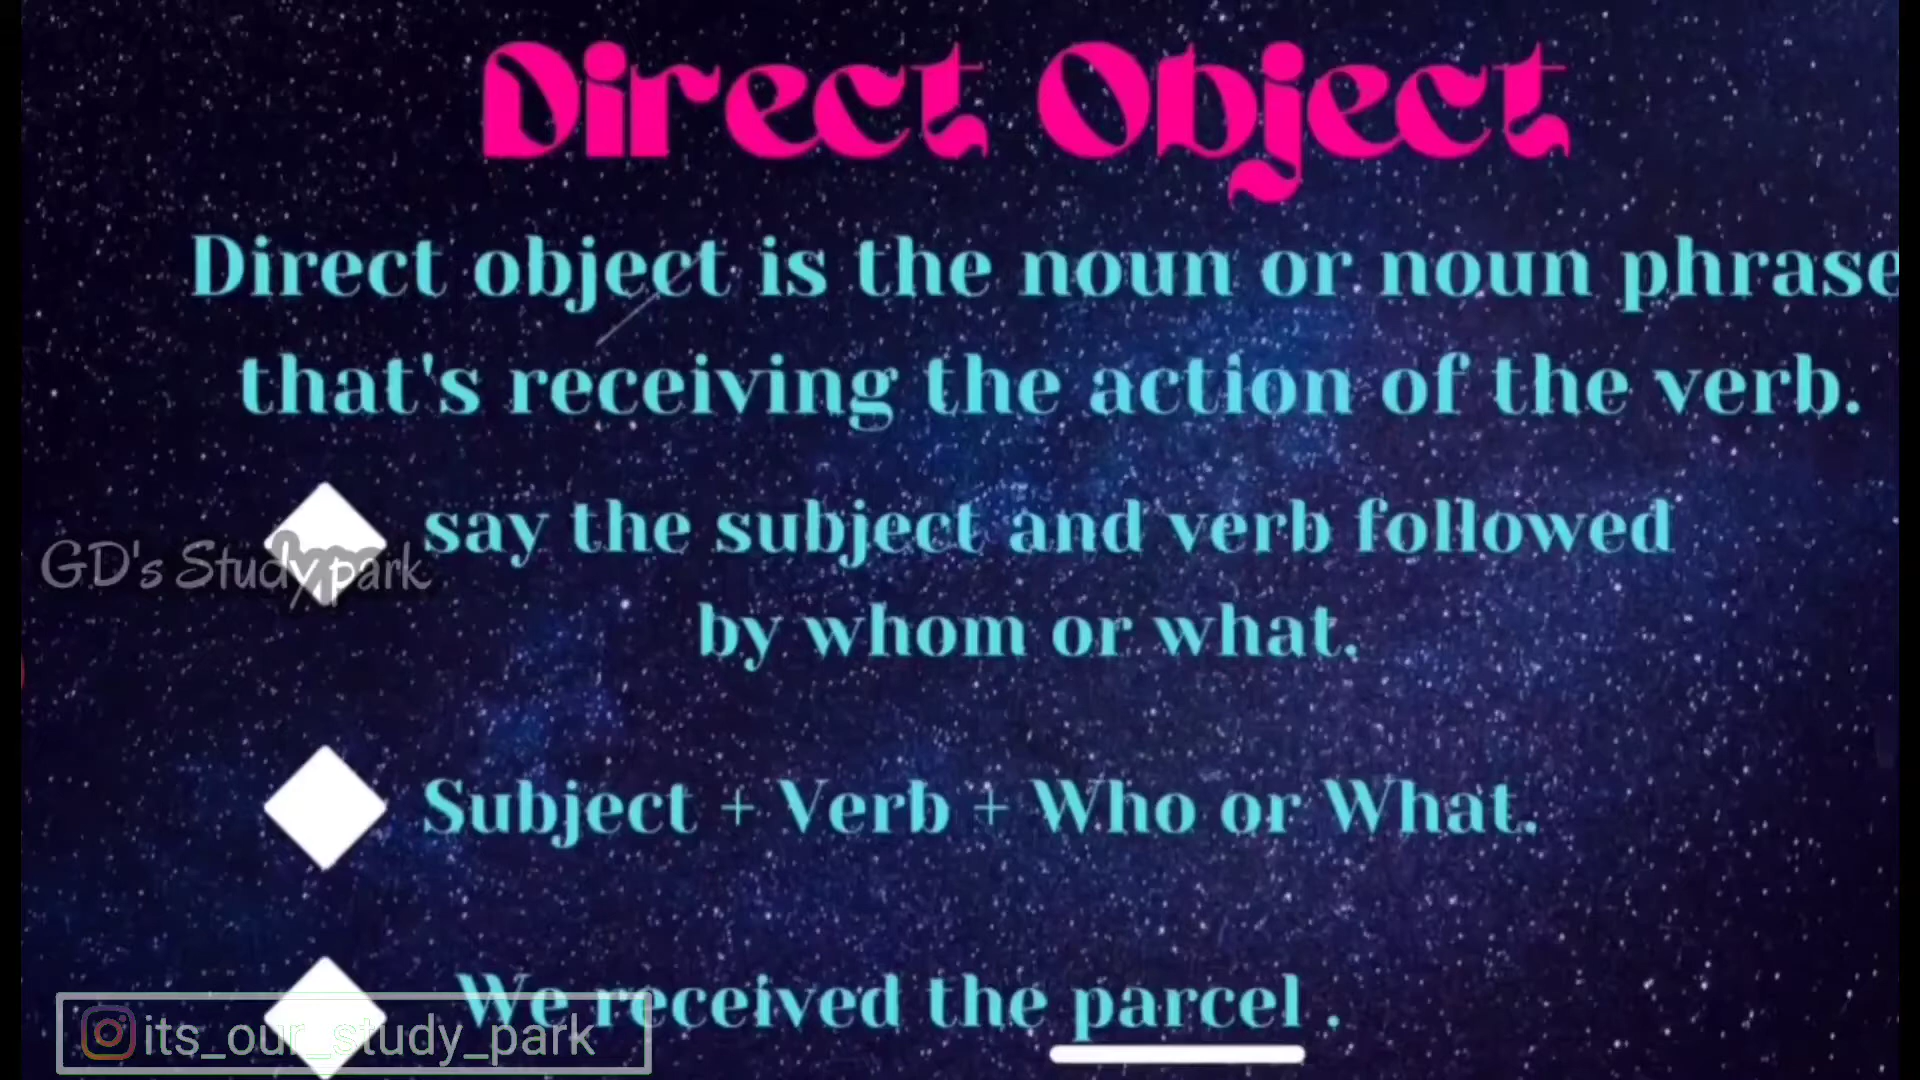 Direct Object
Direct object is the noun or noun phrase
that's receiving the action of the verb.
say the subject and verb followed
GD's Study park
by whom or what.
Subject + Verb + Who or What.
We received the parcel .
its_our_study_park